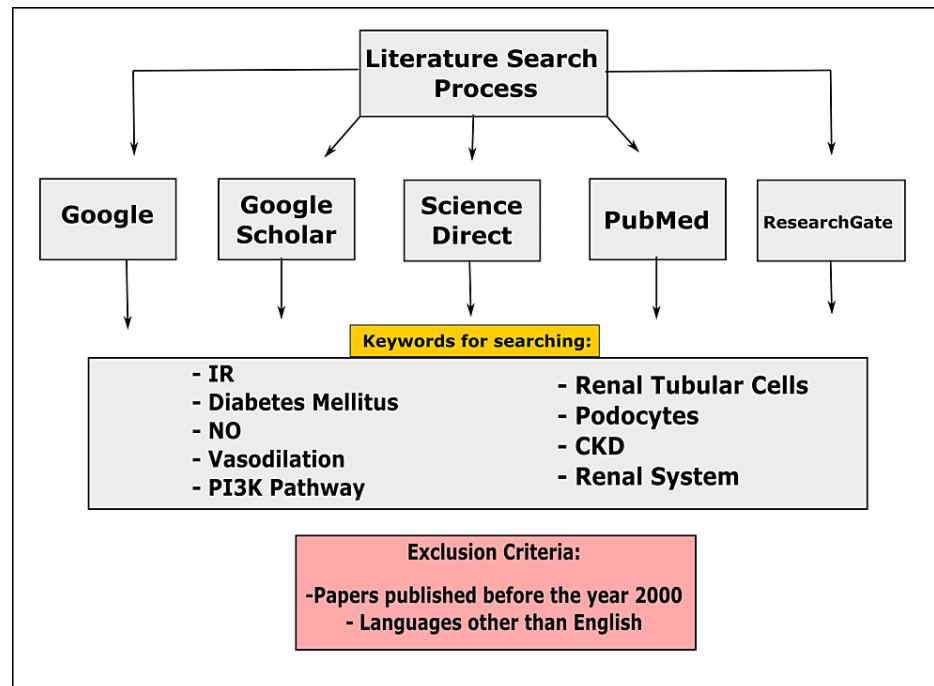 Literature Search
Process
Google
Google
Scholar
Science
Direct
PubMed
ResearchGate
Keywords for searching:
- IR
- Diabetes Mellitus
- NO
- Vasodilation
- PI3K Pathway
- Renal Tubular Cells
- Podocytes
- CKD
- Renal System
Exclusion Criteria:
-Papers published before the year 2000
- Languages other than English